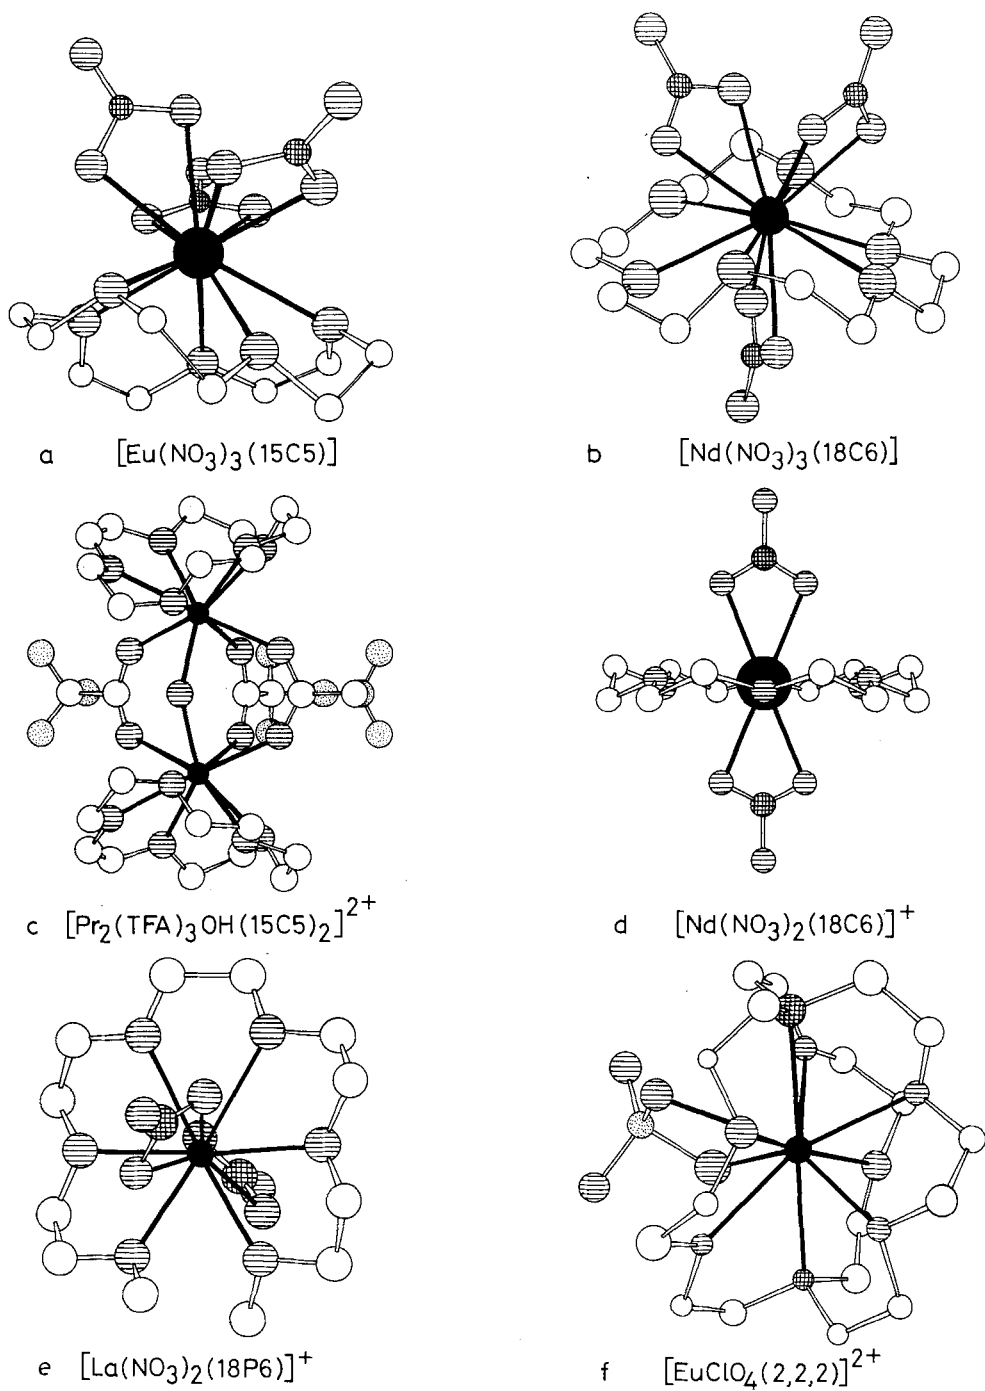 a [Eu(NO₃)₃(15C5)]
b [Nd(NO₃)₃(18C6)]
c [Pr₂(TFA)₃OH(15C5)₂]²⁺
d [Nd(NO₃)₂(18C6)]⁺
e [La(NO₃)₂(18P6)]⁺
f [EuClO₄(2,2,2)]²⁺